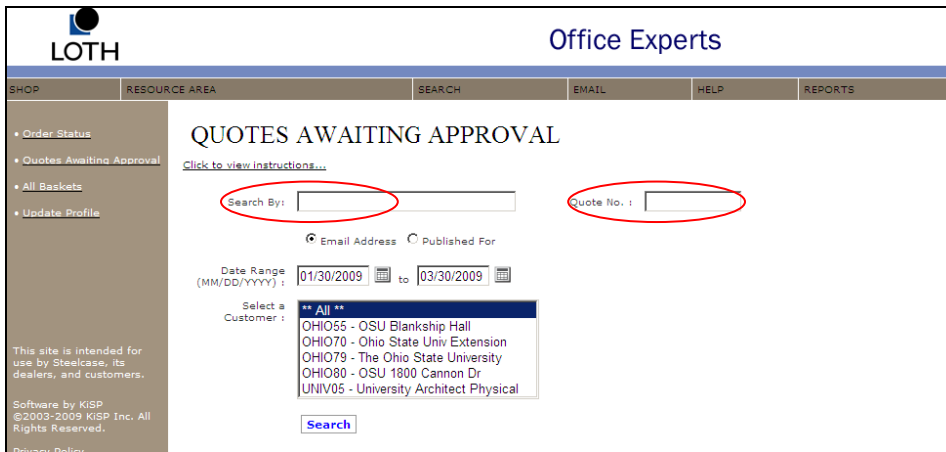 LOTH
Office Experts
SHOP RESOURCE AREA SEARCH EMAIL HELP REPORTS
• Order Status
• Quotes Awaiting Approval
• All Baskets
• Update Profile
This site is intended for
use by Steelcase, its
dealers, and customers.
Software by KiSP
©2003-2009 KiSP Inc. All
Rights Reserved.
Privacy Policy
QUOTES AWAITING APPROVAL
Click to view instructions...
Search By: Quote No. :
Email Address Published For
Date Range
(MM/DD/YYYY) : 01/30/2009 to 03/30/2009
Select a
Customer :
** All **
OHIO55 - OSU Blankship Hall
OHIO70 - Ohio State Univ Extension
OHIO79 - The Ohio State University
OHIO80 - OSU 1800 Cannon Dr
UNIV05 - University Architect Physical
Search